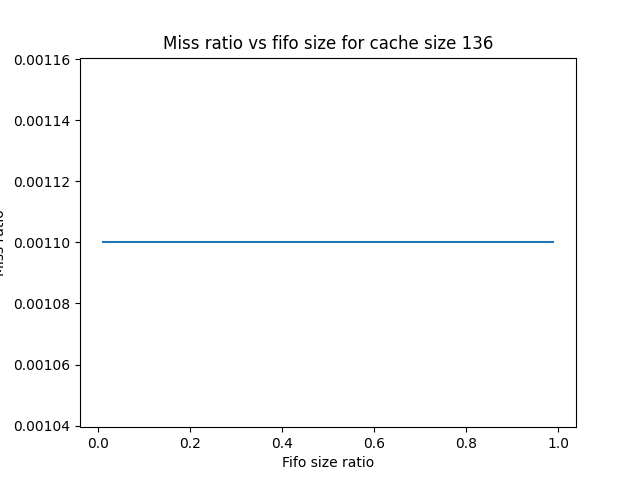 Miss ratio vs fifo size for cache size 136
0.00116
0.00114
0.00112
0.00110
0.00108
0.00106
0.00104
Miss ratio
0.0 0.2 0.4 0.6 0.8 1.0
Fifo size ratio